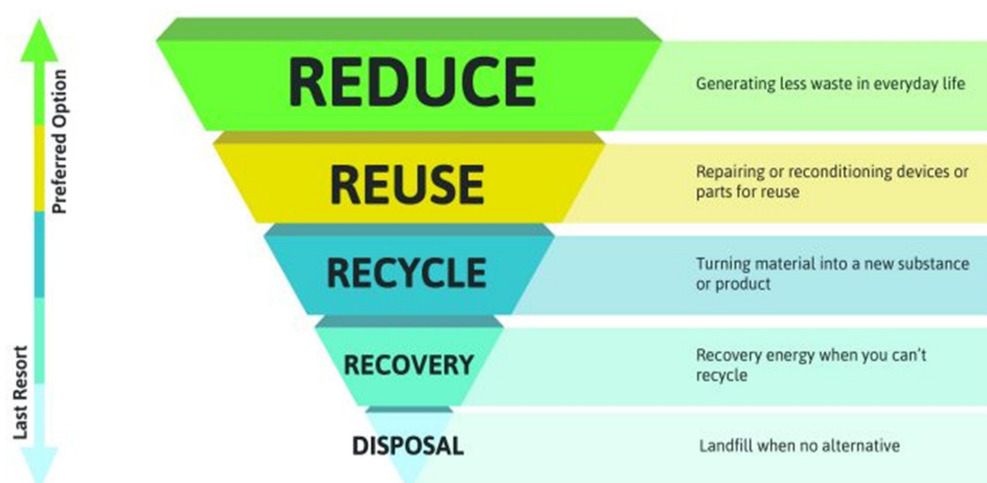 Preferred Option
Last Resort
REDUCE
Generating less waste in everyday life
REUSE
Repairing or reconditioning devices or
parts for reuse
RECYCLE
Turning material into a new substance
or product
RECOVERY
Recovery energy when you can't
recycle
DISPOSAL
Landfill when no alternative